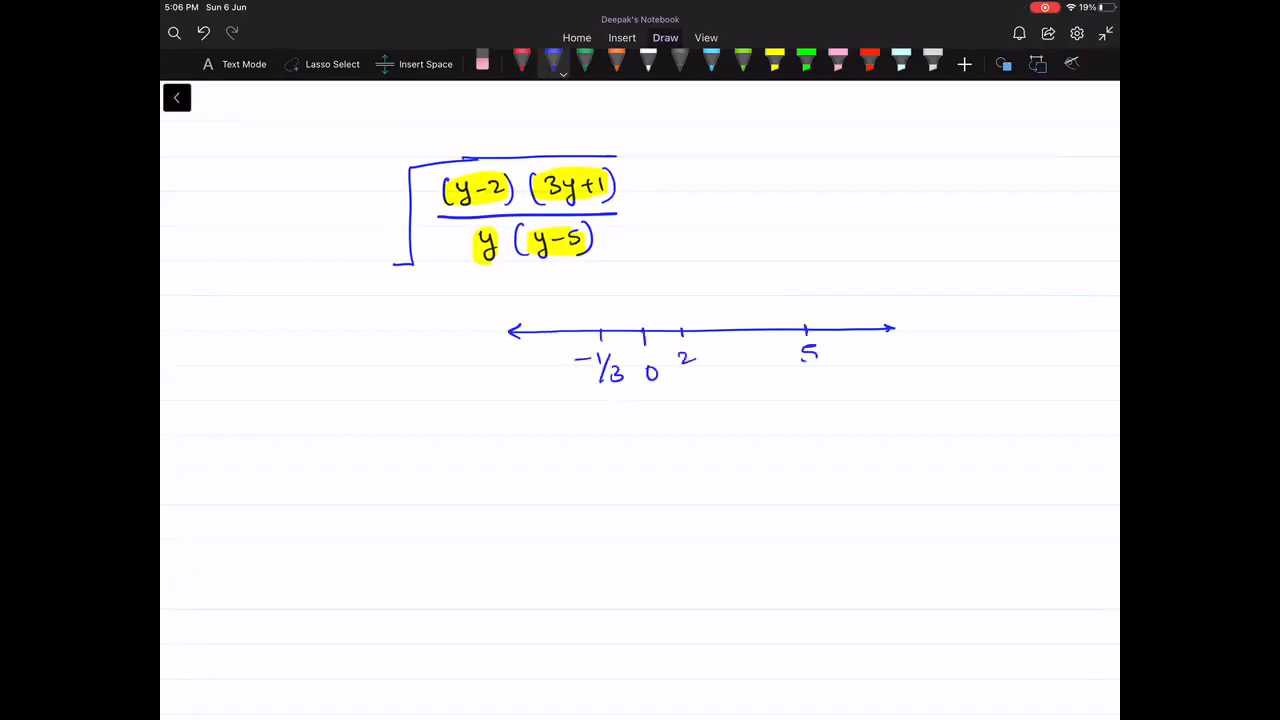 5:06 PM Sun 6 Jun 19%
Deepak's Notebook
Home Insert Draw View
A Text Mode Lasso Select Insert Space
(y-2) (3y+1)
y (y-5)
-1/3 0 2 5